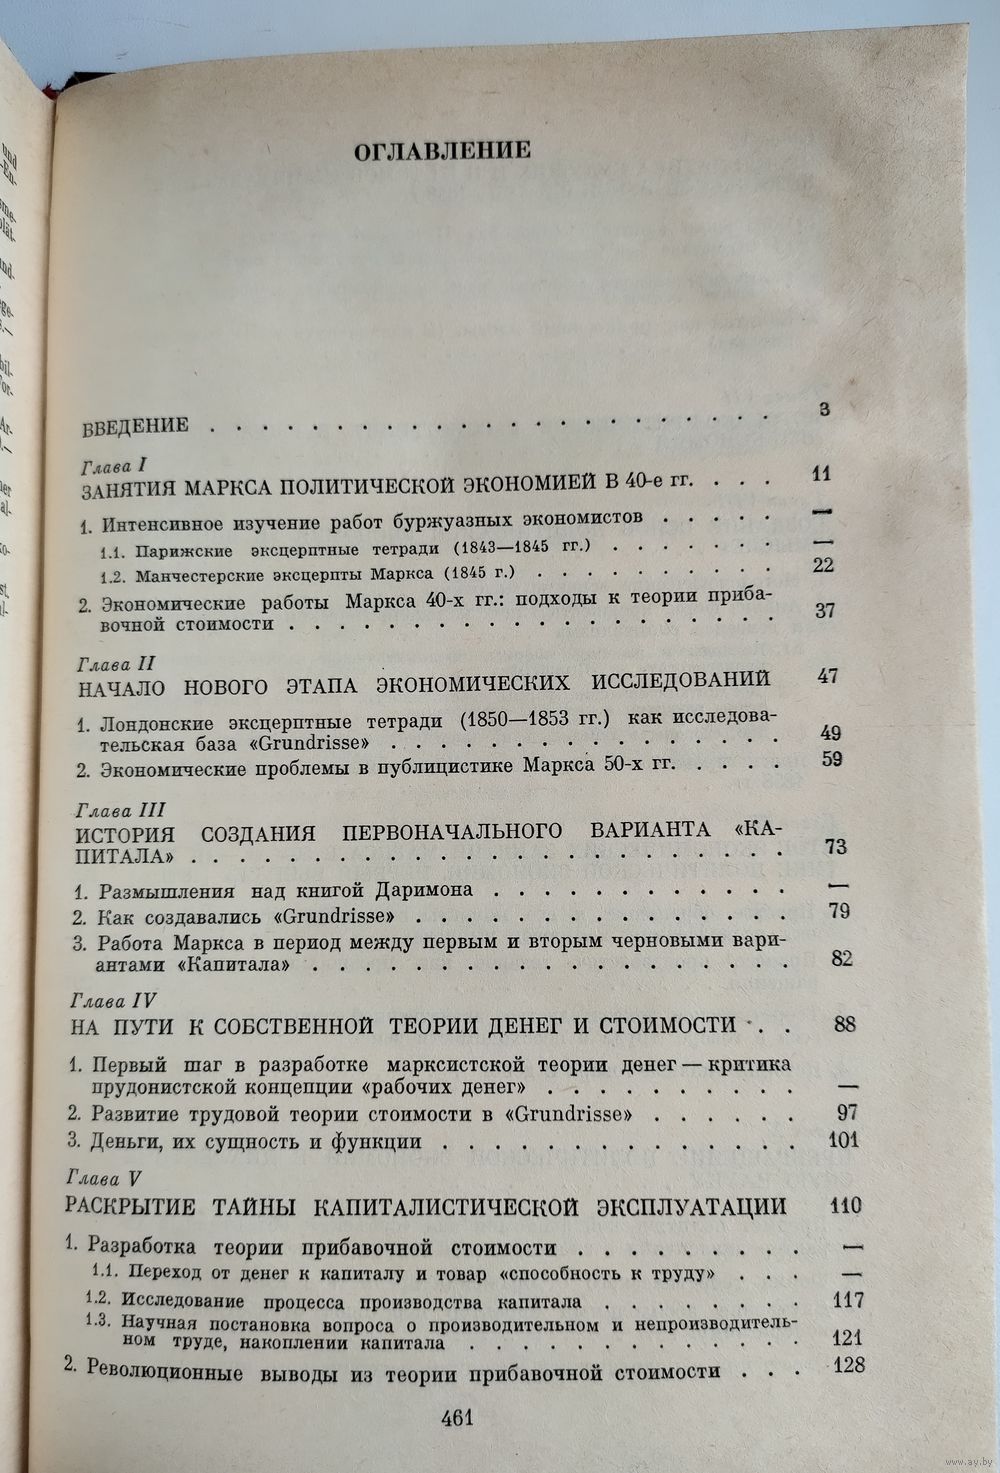 ОГЛАВЛЕНИЕ
ВВЕДЕНИЕ . . . . . . . . . . . . . . . . . . . . . . 3
Глава I
ЗАНЯТИЯ МАРКСА ПОЛИТИЧЕСКОЙ ЭКОНОМИЕЙ В 40-е гг. . . . . 11
1. Интенсивное изучение работ буржуазных экономистов . . . . . —
1.1. Парижские эксцерптные тетради (1843—1845 гг.) . . . . . . . —
1.2. Манчестерские эксцерпты Маркса (1845 г.) . . . . . . . . . . 22
2. Экономические работы Маркса 40-х гг.: подходы к теории приба-
вочной стоимости . . . . . . . . . . . . . . . . . . . 37
Глава II
НАЧАЛО НОВОГО ЭТАПА ЭКОНОМИЧЕСКИХ ИССЛЕДОВАНИЙ 47
1. Лондонские эксцерптные тетради (1850—1853 гг.) как исследова-
тельская база «Grundrisse» . . . . . . . . . . . . . . . . 49
2. Экономические проблемы в публицистике Маркса 50-х гг. . . . . 59
Глава III
ИСТОРИЯ СОЗДАНИЯ ПЕРВОНАЧАЛЬНОГО ВАРИАНТА «КА-
ПИТАЛА» . . . . . . . . . . . . . . . . . . . . . . . 73
1. Размышления над книгой Даримона . . . . . . . . . . . . —
2. Как создавались «Grundrisse» . . . . . . . . . . . . . . . 79
3. Работа Маркса в период между первым и вторым черновыми вари-
антами «Капитала» . . . . . . . . . . . . . . . . . . 82
Глава IV
НА ПУТИ К СОБСТВЕННОЙ ТЕОРИИ ДЕНЕГ И СТОИМОСТИ . . . 88
1. Первый шаг в разработке марксистской теории денег — критика
прудонистской концепции «рабочих денег» . . . . . . . . . . —
2. Развитие трудовой теории стоимости в «Grundrisse» . . . . . . 97
3. Деньги, их сущность и функции . . . . . . . . . . . . . . 101
Глава V
РАСКРЫТИЕ ТАЙНЫ КАПИТАЛИСТИЧЕСКОЙ ЭКСПЛУАТАЦИИ 110
1. Разработка теории прибавочной стоимости . . . . . . . . . —
1.1. Переход от денег к капиталу и товар «способность к труду» . . . —
1.2. Исследование процесса производства капитала . . . . . . . . 117
1.3. Научная постановка вопроса о производительном и непроизводитель-
ном труде, накоплении капитала . . . . . . . . . . . . . 121
2. Революционные выводы из теории прибавочной стоимости . . . 128
461
www.ay.by